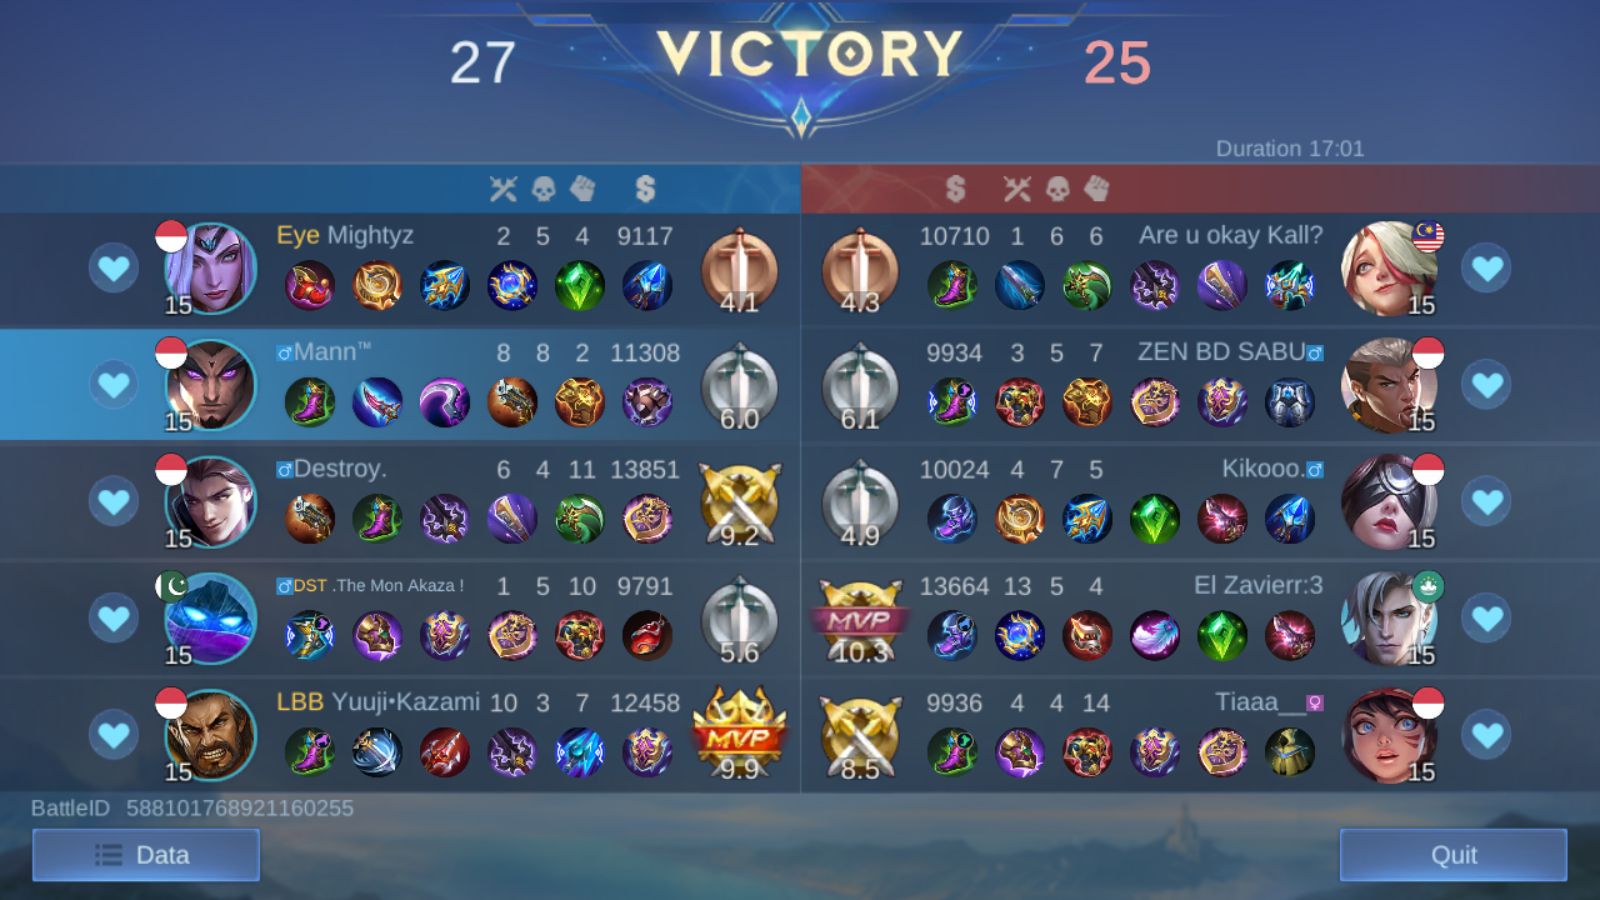 27 VICTORY 25
Duration 17:01
Eye Mightyz 2 5 4 9117 4.1 15
4.3 10710 1 6 6 Are u okay Kall? 15
Mann™ 8 8 2 11308 6.0 15
6.1 9934 3 5 7 ZEN BD SABU 15
Destroy. 6 4 11 13851 9.2 15
4.9 10024 4 7 5 Kikooo. 15
DST .The Mon Akaza ! 1 5 10 9791 5.6 15
MVP 10.3 13664 13 5 4 El Zavierr:3 15
LBB Yuuji•Kazami 10 3 7 12458 MVP 9.9 15
8.5 9936 4 4 14 Tiaaa__ 15
BattleID 588101768921160255
Data
Quit